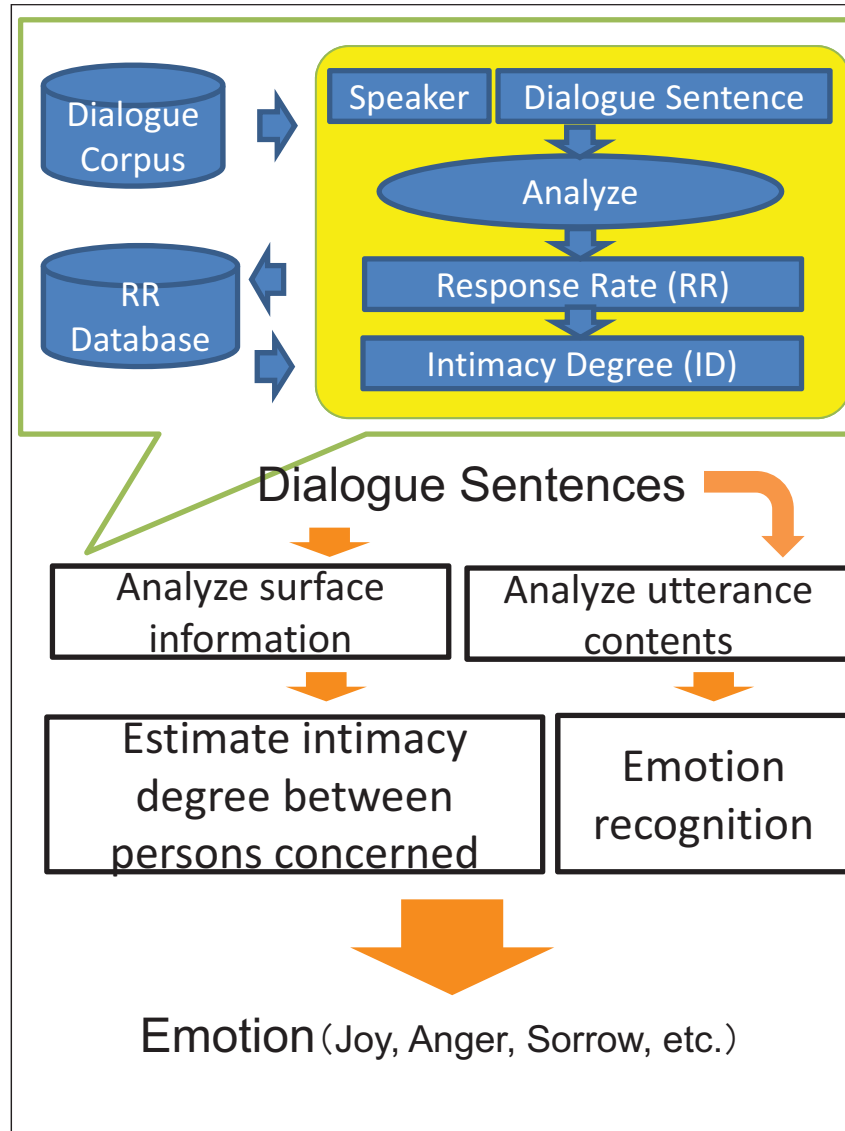 Dialogue
Corpus
Speaker
Dialogue Sentence
Analyze
RR
Database
Response Rate (RR)
Intimacy Degree (ID)
Dialogue Sentences
Analyze surface
information
Analyze utterance
contents
Estimate intimacy
degree between
persons concerned
Emotion
recognition
Emotion（Joy, Anger, Sorrow, etc.）